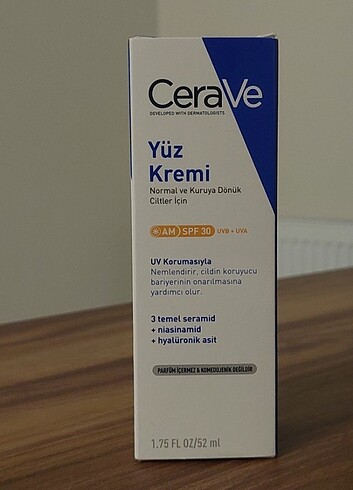 CeraVe
DEVELOPED WITH DERMATOLOGISTS
Yüz
Kremi
Normal ve Kuruya Dönük
Ciltler İçin
AM SPF 30 UVB + UVA
UV Korumasıyla
Nemlendirir, cildin koruyucu
bariyerinin onarılmasına
yardımcı olur.
3 temel seramid
+ niasinamid
+ hyalüronik asit
PARFÜM İÇERMEZ & KOMEDOJENİK DEĞİLDİR
1.75 FL OZ/52 ml